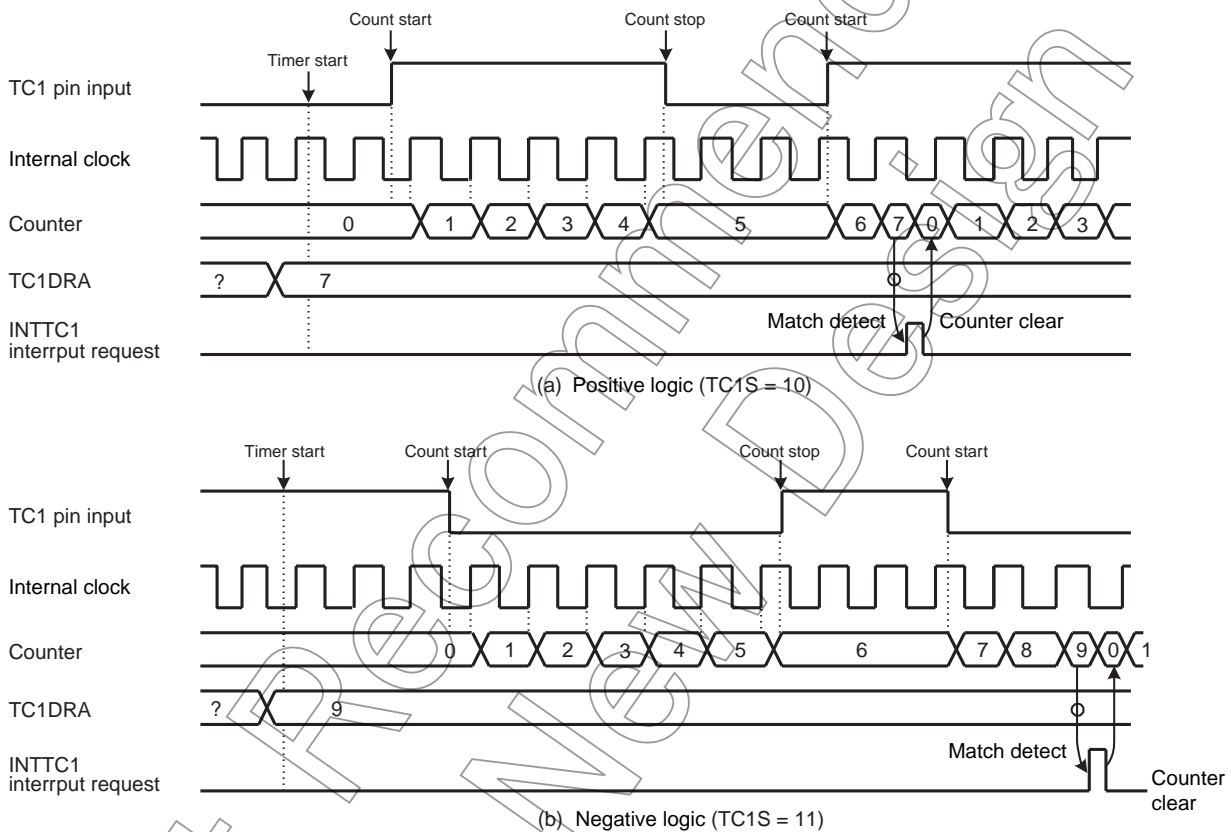 Count start Count stop Count start
Timer start
TC1 pin input
Internal clock
Counter 0 1 2 3 4 5 6 7 0 1 2 3
TC1DRA ? 7
INTTC1
interrput request
Match detect Counter clear
(a) Positive logic (TC1S = 10)
Timer start Count start Count stop Count start
TC1 pin input
Internal clock
Counter 0 1 2 3 4 5 6 7 8 9 0 1
TC1DRA ? 9
INTTC1
interrput request
Match detect
Counter
clear
(b) Negative logic (TC1S = 11)
Recommen
New Design